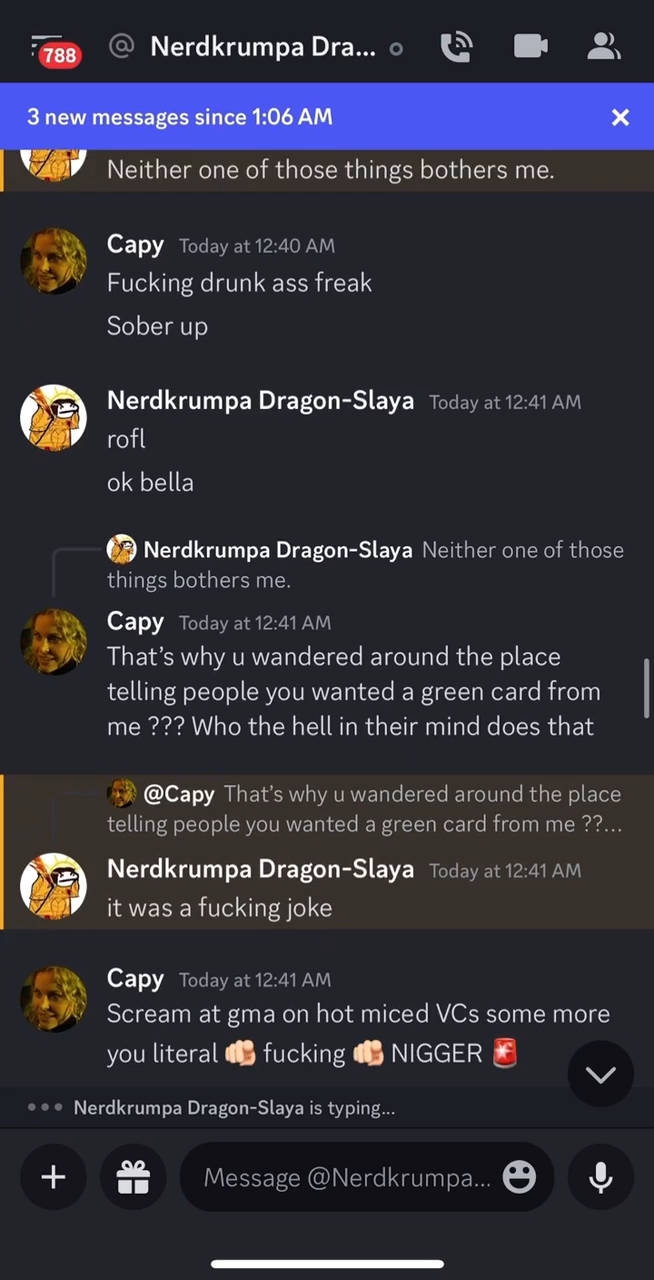 788
@ Nerdkrumpa Dra...
3 new messages since 1:06 AM
Neither one of those things bothers me.
Capy Today at 12:40 AM
Fucking drunk ass freak
Sober up
Nerdkrumpa Dragon-Slaya Today at 12:41 AM
rofl
ok bella
Nerdkrumpa Dragon-Slaya Neither one of those
things bothers me.
Capy Today at 12:41 AM
That’s why u wandered around the place
telling people you wanted a green card from
me ??? Who the hell in their mind does that
@Capy That’s why u wandered around the place
telling people you wanted a green card from me ??...
Nerdkrumpa Dragon-Slaya Today at 12:41 AM
it was a fucking joke
Capy Today at 12:41 AM
Scream at gma on hot miced VCs some more
you literal 🫵🏻 fucking 🫵🏻 NIGGER 🚨
Nerdkrumpa Dragon-Slaya is typing...
Message @Nerdkrumpa...